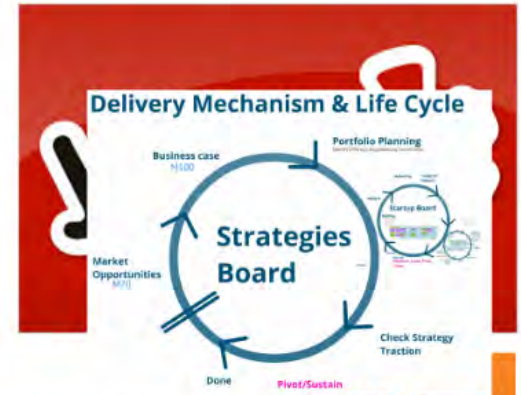 Delivery Mechanism & Life Cycle
Portfolio Planning
Business case
M100
Startup Board
Strategies
Board
Market
Opportunities
M70
Check Strategy
Traction
Done
Pivot/Sustain